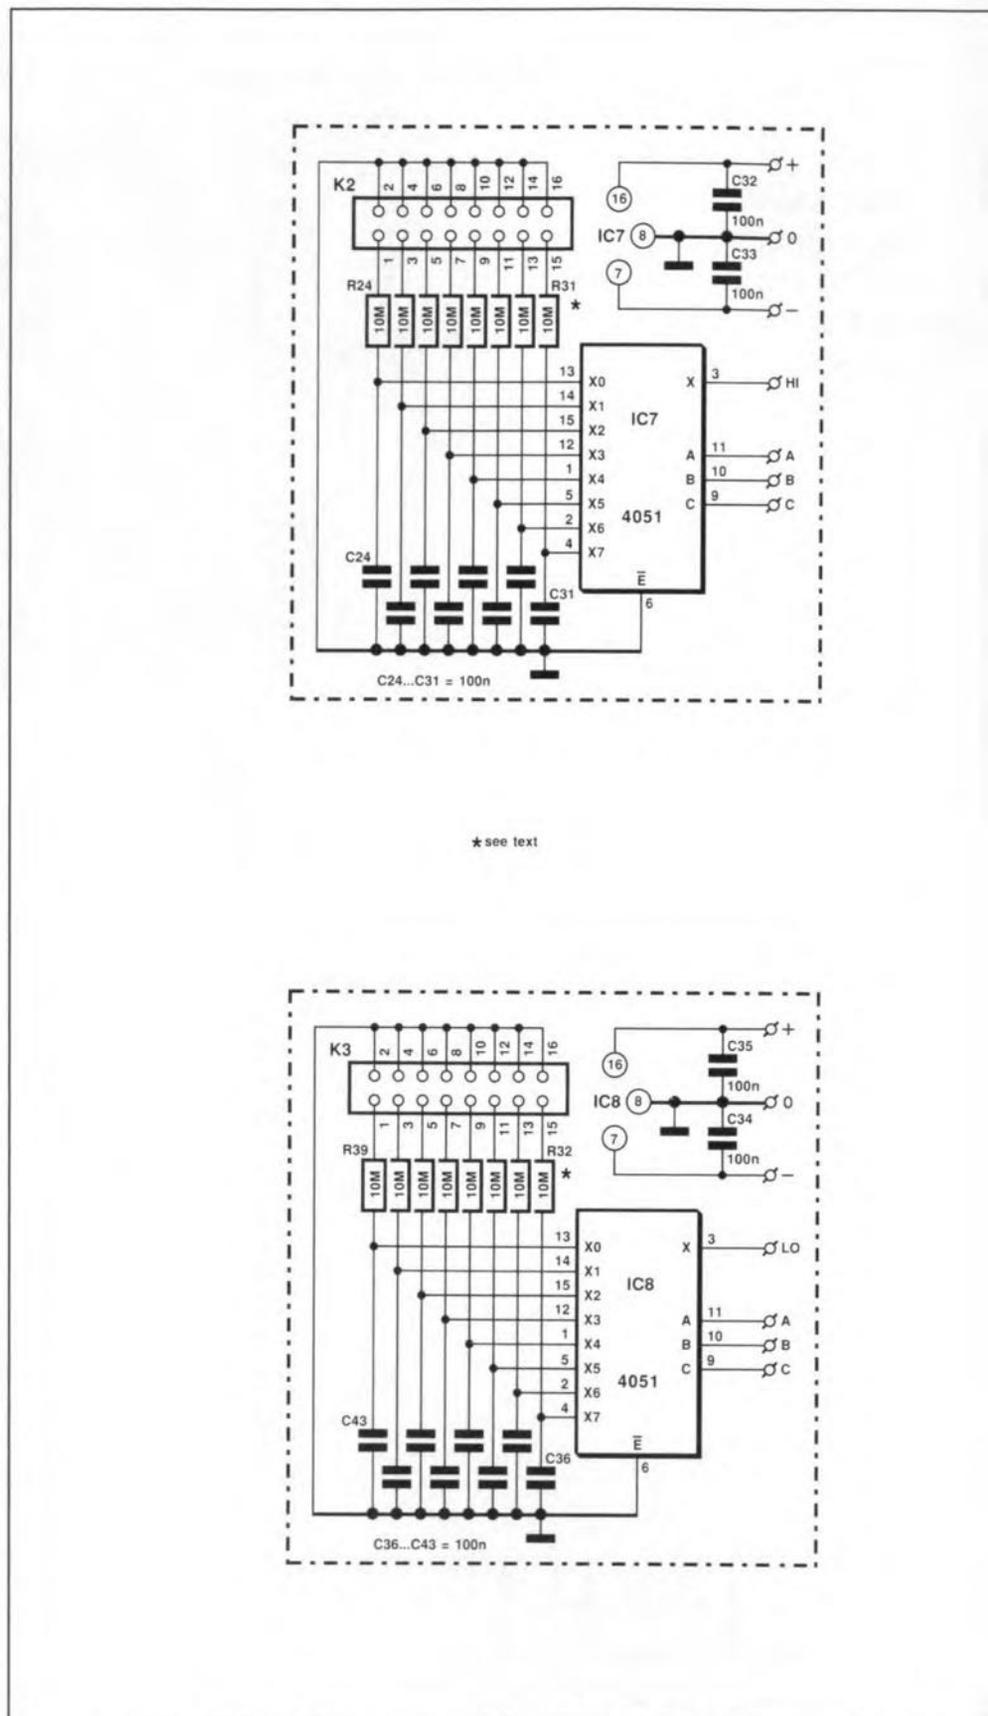 K2
2 4 6 8 10 12 14 16
1 3 5 7 9 11 13 15
R24
R31
*
10M 10M 10M 10M 10M 10M 10M 10M
+
C32
16
100n
IC7 8
0
C33
7
100n
−
13 X0
14 X1
15 X2
12 X3
1 X4
5 X5
2 X6
4 X7
IC7
4051
X 3 HI
A 11 A
B 10 B
C 9 C
E̅
6
C24
C31
C24...C31 = 100n
* see text
K3
2 4 6 8 10 12 14 16
1 3 5 7 9 11 13 15
R39
R32
*
10M 10M 10M 10M 10M 10M 10M 10M
+
C35
16
100n
IC8 8
0
C34
7
100n
−
13 X0
14 X1
15 X2
12 X3
1 X4
5 X5
2 X6
4 X7
IC8
4051
X 3 LO
A 11 A
B 10 B
C 9 C
E̅
6
C43
C36
C36...C43 = 100n